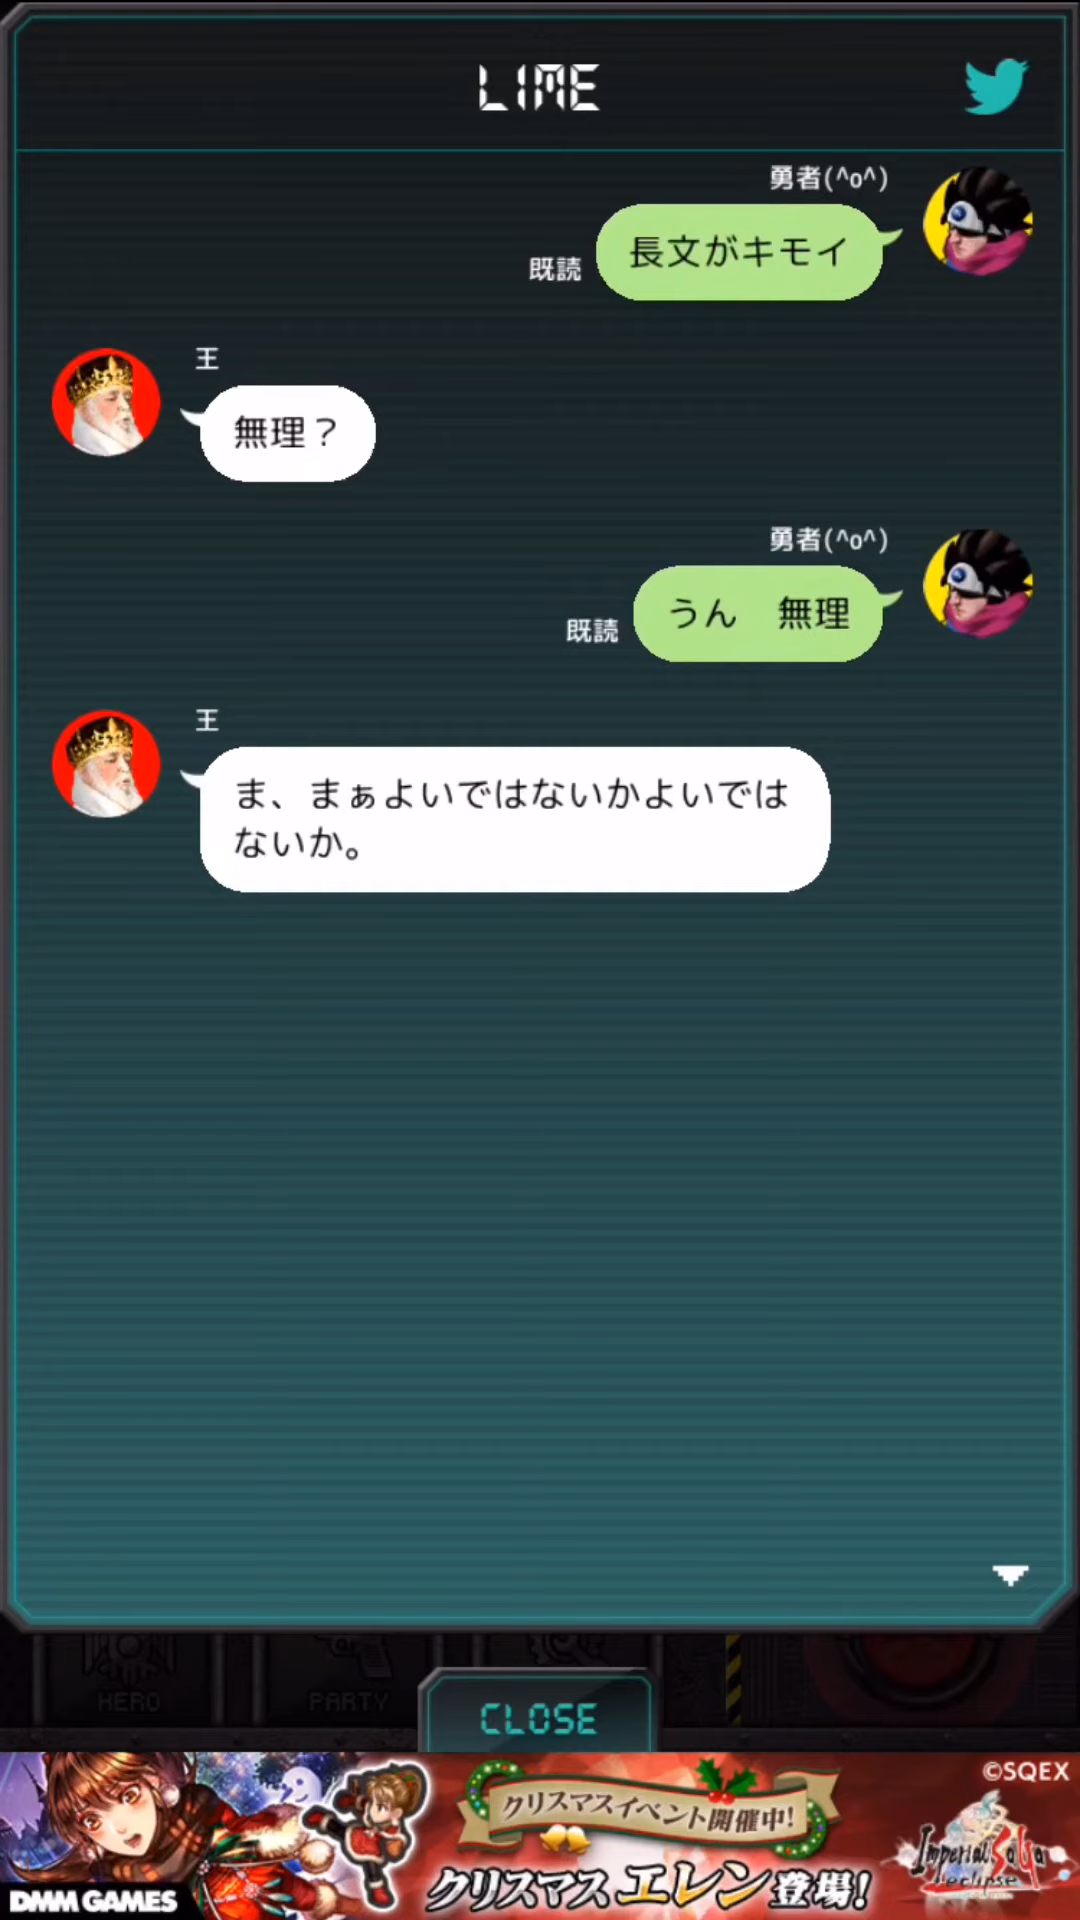 LIME
勇者(^o^)
長文がキモイ
既読
王
無理？
勇者(^o^)
うん　無理
既読
王
ま、まぁよいではないかよいでは
ないか。
HERO
PARTY
CLOSE
©SQEX
クリスマスイベント開催中!
クリスマスエレン登場!
DMM GAMES
Imperial SaGa
eclipse